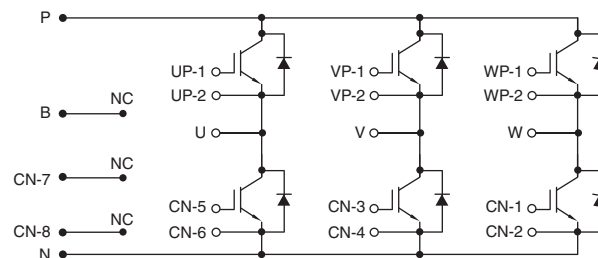 P
UP-1 VP-1 WP-1
UP-2 VP-2 WP-2
B NC
U V W
NC
CN-7
CN-5 CN-3 CN-1
NC
CN-8 CN-6 CN-4 CN-2
N